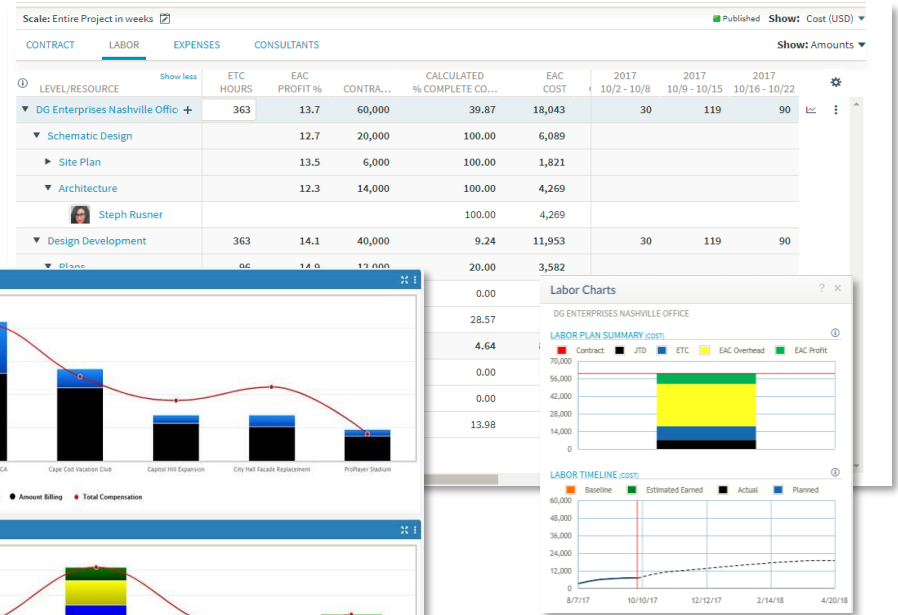 Scale: Entire Project in weeks
Published Show: Cost (USD)
CONTRACT LABOR EXPENSES CONSULTANTS
Show: Amounts
Show less
LEVEL/RESOURCE
ETC HOURS
EAC PROFIT %
CONTRA...
CALCULATED % COMPLETE CO...
EAC COST
2017 10/2 - 10/8
2017 10/9 - 10/15
2017 10/16 - 10/22
DG Enterprises Nashville Offic + 363 13.7 60,000 39.87 18,043 30 119 90
Schematic Design 12.7 20,000 100.00 6,089
Site Plan 13.5 6,000 100.00 1,821
Architecture 12.3 14,000 100.00 4,269
Steph Rusner 100.00 4,269
Design Development 363 14.1 40,000 9.24 11,953 30 119 90
Plans 96 14.9 12,000 20.00 3,582
0.00
28.57
4.64
0.00
0.00
13.98
CA
Cape Cod Vacation Club
Capitol Hill Expansion
City Hall Facade Replacement
ProPlayer Stadium
Amount Billing Total Compensation
Labor Charts ? ×
DG ENTERPRISES NASHVILLE OFFICE
LABOR PLAN SUMMARY (COST)
Contract JTD ETC EAC Overhead EAC Profit
70,000
56,000
42,000
28,000
14,000
0
LABOR TIMELINE (COST)
Baseline Estimated Earned Actual Planned
60,000
48,000
36,000
24,000
12,000
0
8/7/17 10/10/17 12/12/17 2/14/18 4/20/18